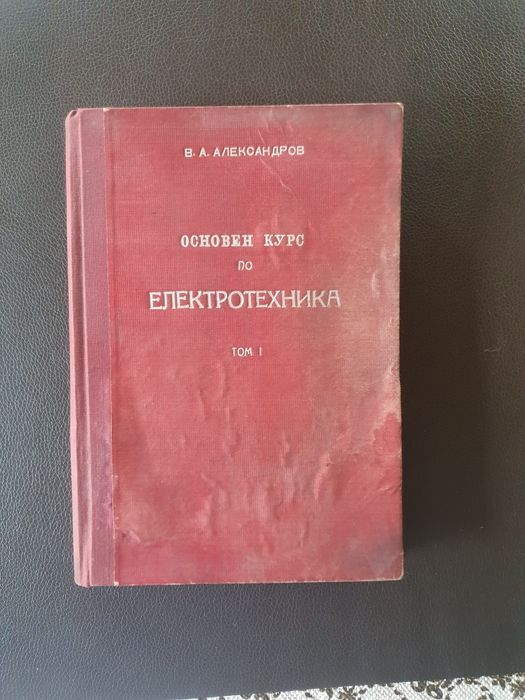 В. А. АЛЕКСАНДРОВ
ОСНОВЕН КУРС
ПО
ЕЛЕКТРОТЕХНИКА
ТОМ I